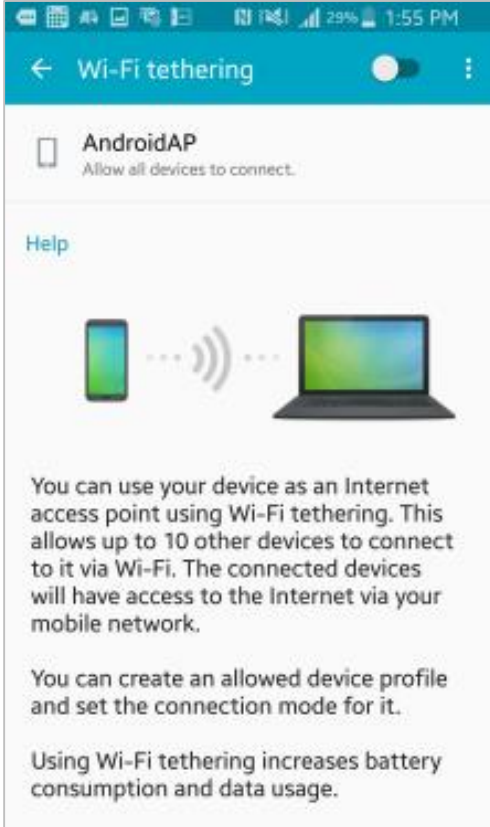 29% 1:55 PM
Wi-Fi tethering
AndroidAP
Allow all devices to connect.
Help
You can use your device as an Internet
access point using Wi-Fi tethering. This
allows up to 10 other devices to connect
to it via Wi-Fi. The connected devices
will have access to the Internet via your
mobile network.
You can create an allowed device profile
and set the connection mode for it.
Using Wi-Fi tethering increases battery
consumption and data usage.